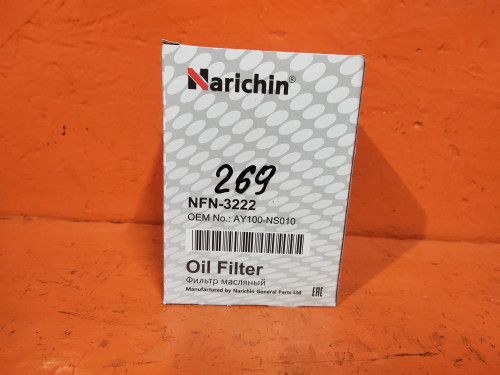 Narichin®
269
NFN-3222
OEM No.: AY100-NS010
Oil Filter
Фильтр масляный
Manufactured by Narichin General Parts Ltd
EAC